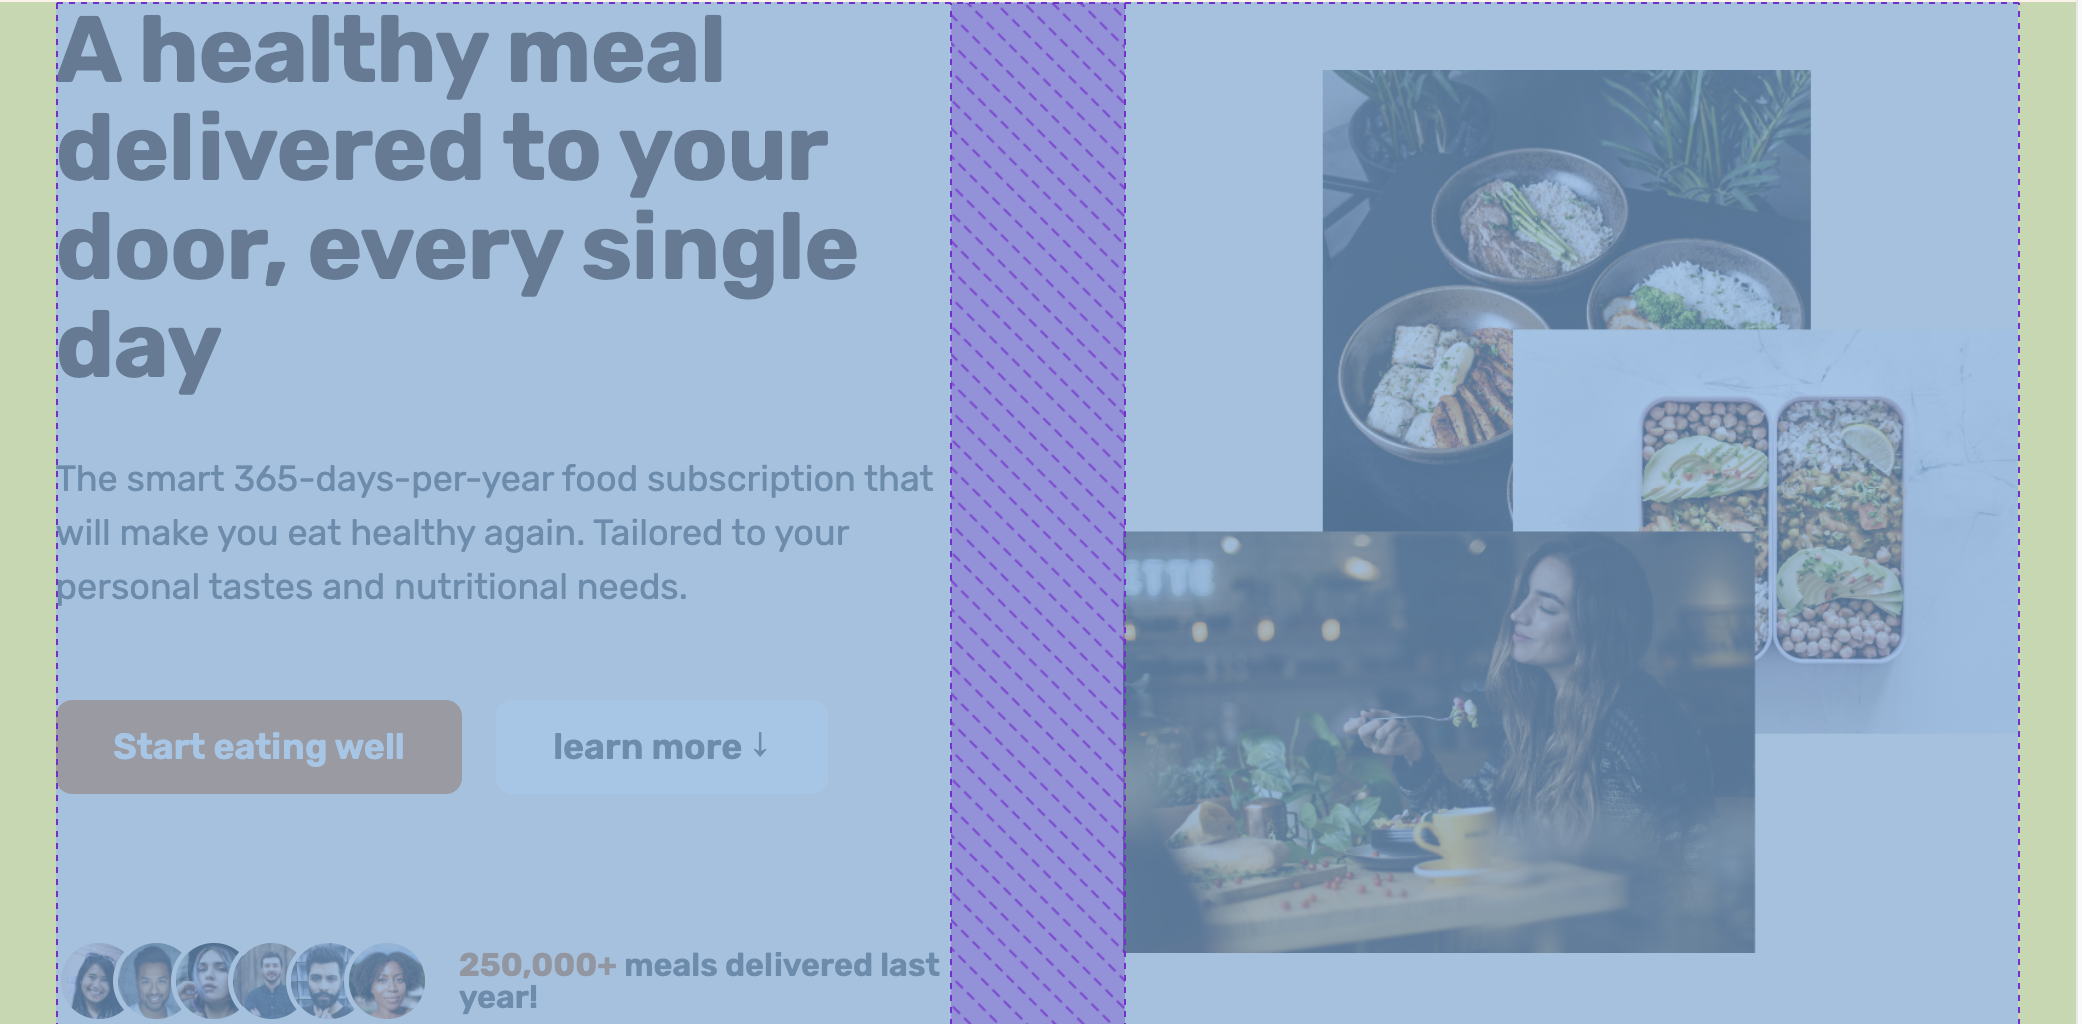 A healthy meal
delivered to your
door, every single
day
The smart 365-days-per-year food subscription that
will make you eat healthy again. Tailored to your
personal tastes and nutritional needs.
Start eating well
learn more ↓
250,000+ meals delivered last
year!
ETTE